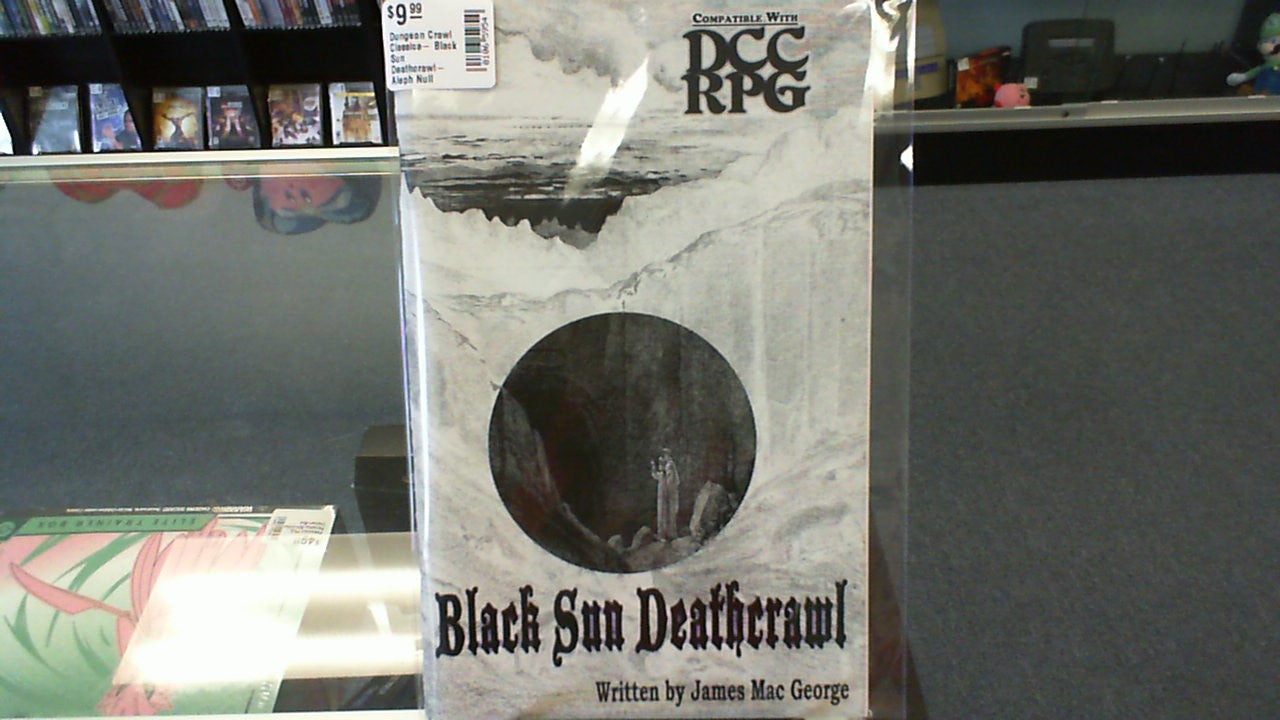 $9.99
Dungeon Crawl
Classics-- Black
Sun
Deathcrawl--
Aleph Null
COMPATIBLE WITH
DCC
RPG
ELITE TRAINER BOX
WARNING:
Black Sun Deathcrawl
Written by James Mac George